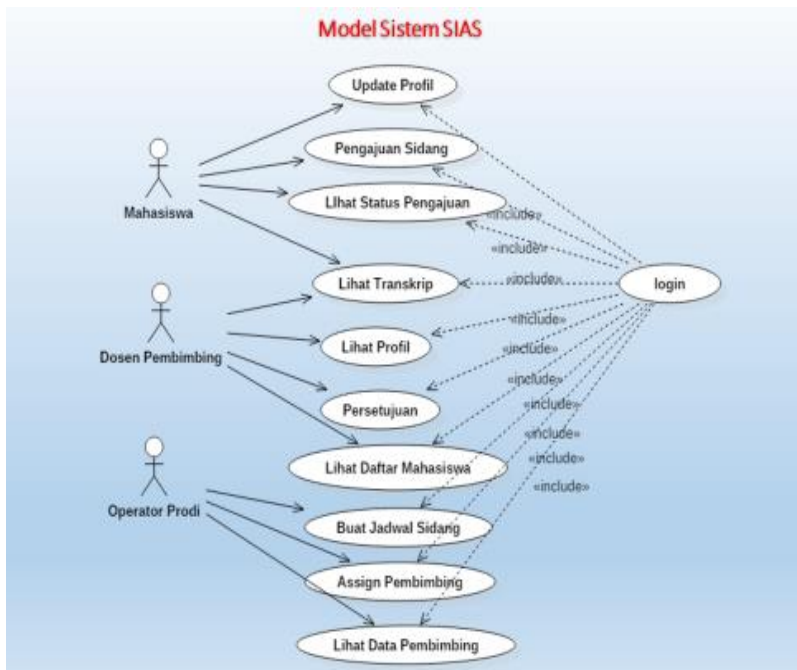 Model Sistem SIAS
Update Profil
Pengajuan Sidang
Mahasiswa
LIhat Status Pengajuan
«include»
«include»
Lihat Transkrip
«include»
login
«include»
Dosen Pembimbing
Lihat Profil
«include»
«include»
Persetujuan
«include»
«include»
Lihat Daftar Mahasiswa
«include»
«include»
Operator Prodi
Buat Jadwal Sidang
Assign Pembimbing
Lihat Data Pembimbing